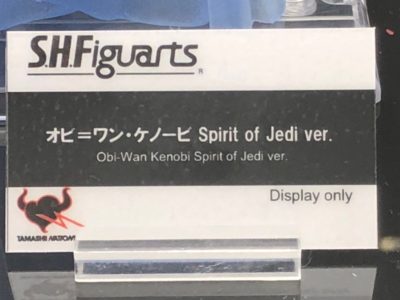 S.H.Figuarts
®
オビ＝ワン・ケノービ Spirit of Jedi ver.
Obi-Wan Kenobi Spirit of Jedi ver.
Display only
TAMASHII NATIONS